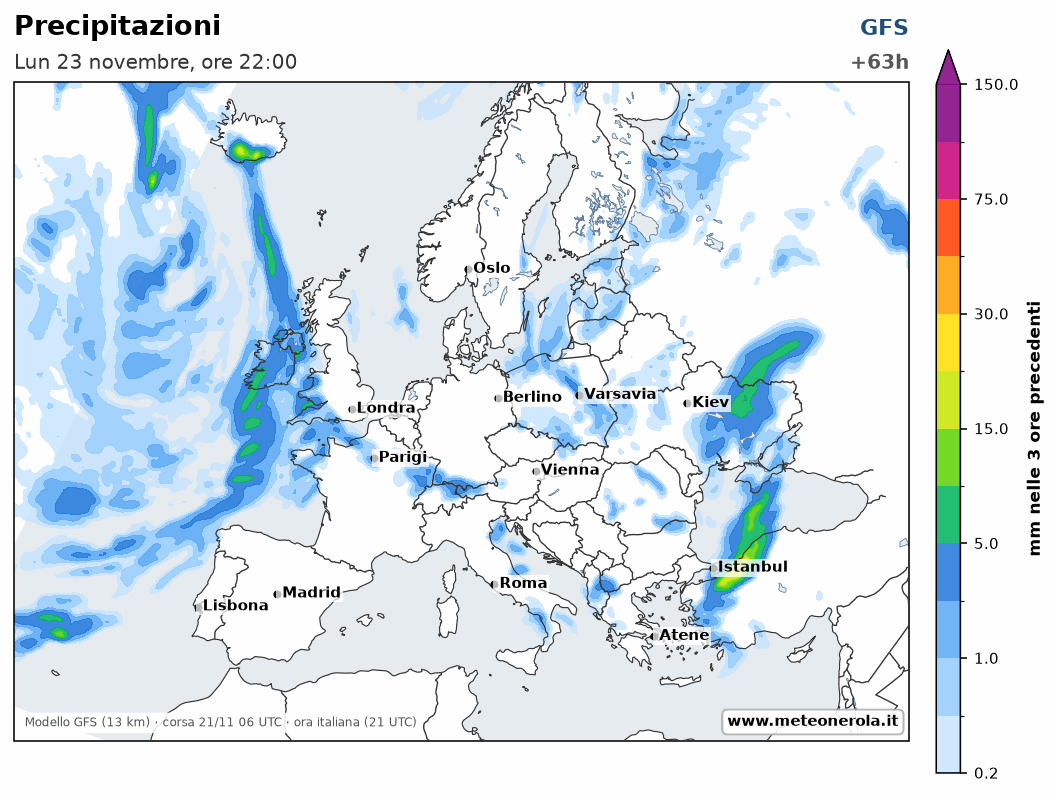 Precipitazioni
GFS
Lun 23 novembre, ore 22:00
+63h
150.0
75.0
30.0
15.0
5.0
1.0
0.2
mm nelle 3 ore precedenti
Oslo
Berlino
Varsavia
Kiev
Londra
Parigi
Vienna
Istanbul
Roma
Madrid
Lisbona
Atene
Modello GFS (13 km) · corsa 21/11 06 UTC · ora italiana (21 UTC)
www.meteonerola.it